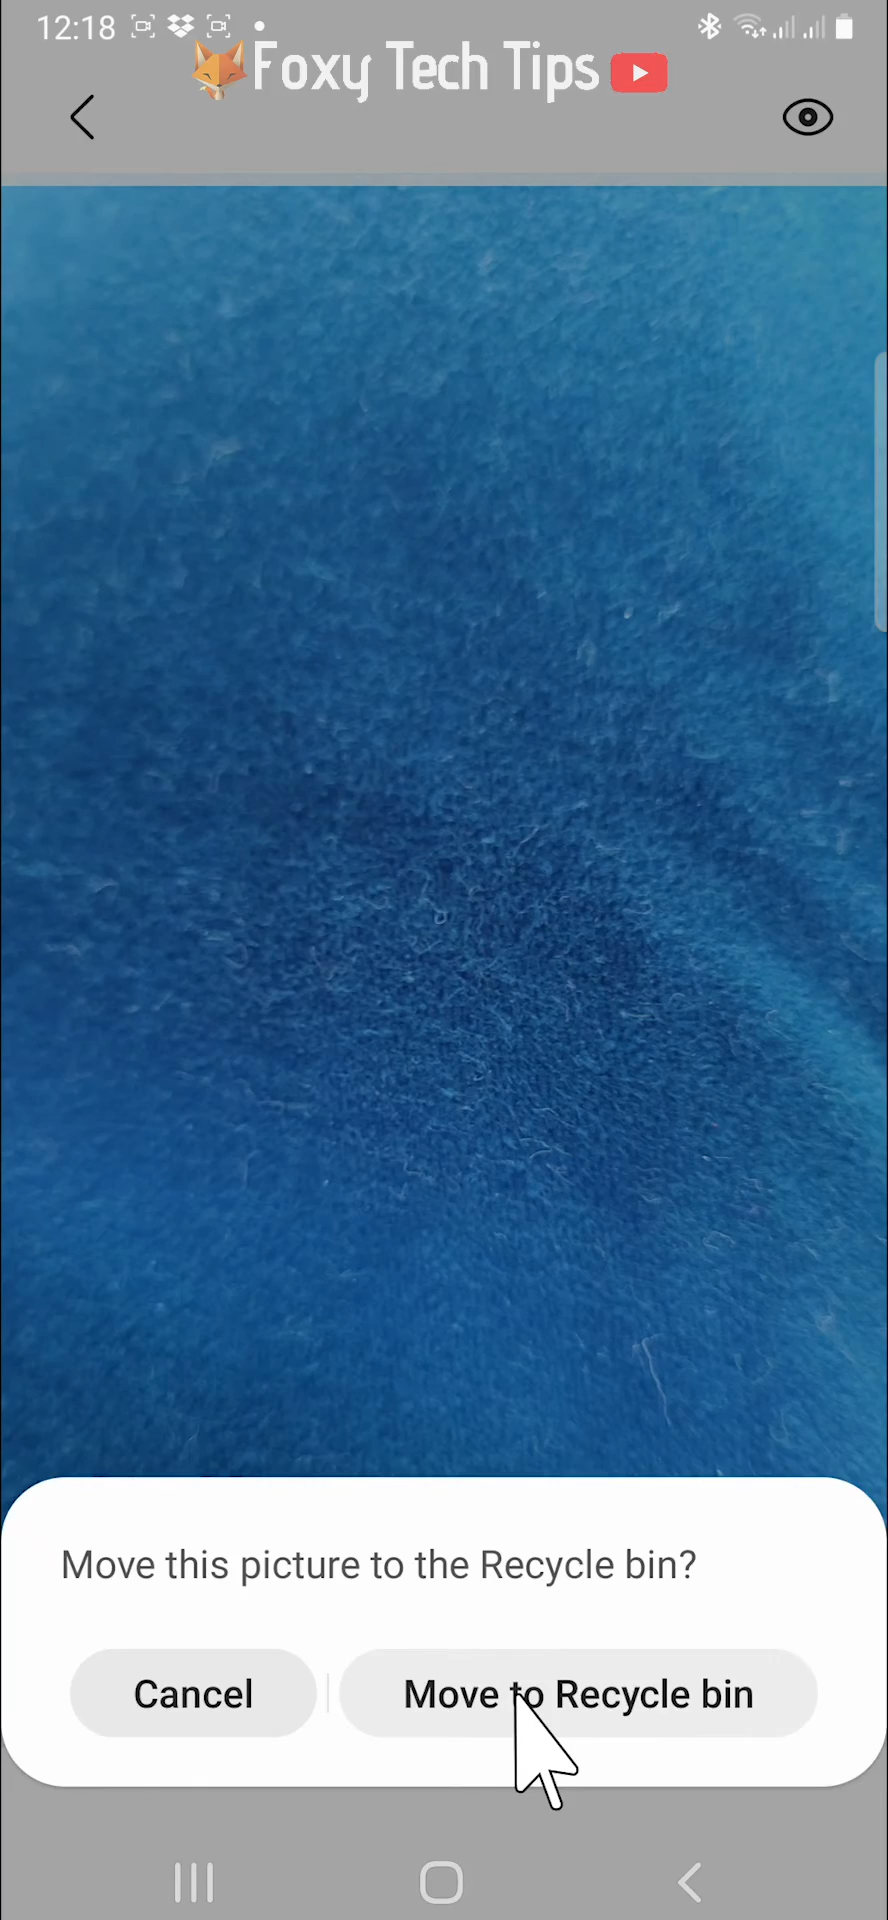 12:18
Foxy Tech Tips
Move this picture to the Recycle bin?
Cancel
Move to Recycle bin